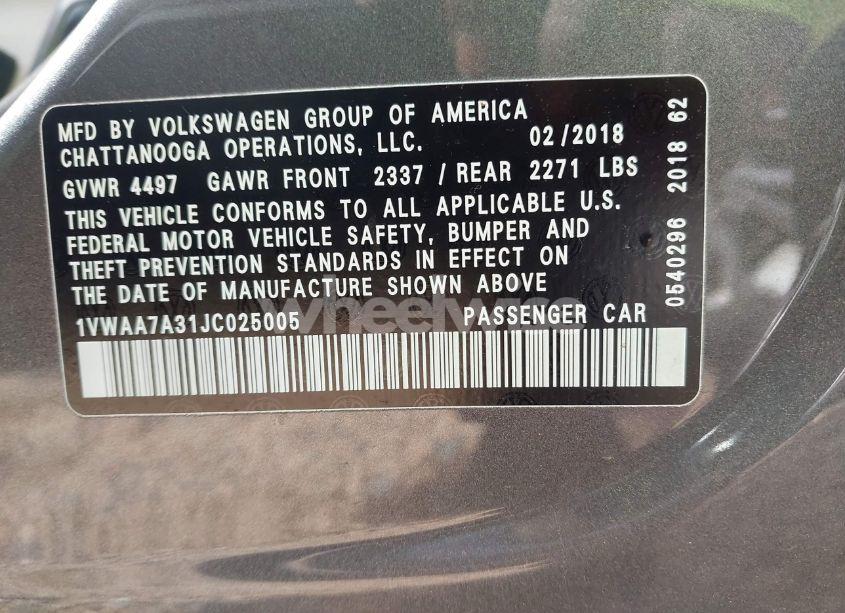 MFD BY VOLKSWAGEN GROUP OF AMERICA
CHATTANOOGA OPERATIONS, LLC. 02/2018
GVWR 4497 GAWR FRONT 2337 / REAR 2271 LBS
THIS VEHICLE CONFORMS TO ALL APPLICABLE U.S.
FEDERAL MOTOR VEHICLE SAFETY, BUMPER AND
THEFT PREVENTION STANDARDS IN EFFECT ON
THE DATE OF MANUFACTURE SHOWN ABOVE
1VWAA7A31JC025005 PASSENGER CAR
0540296 2018 62